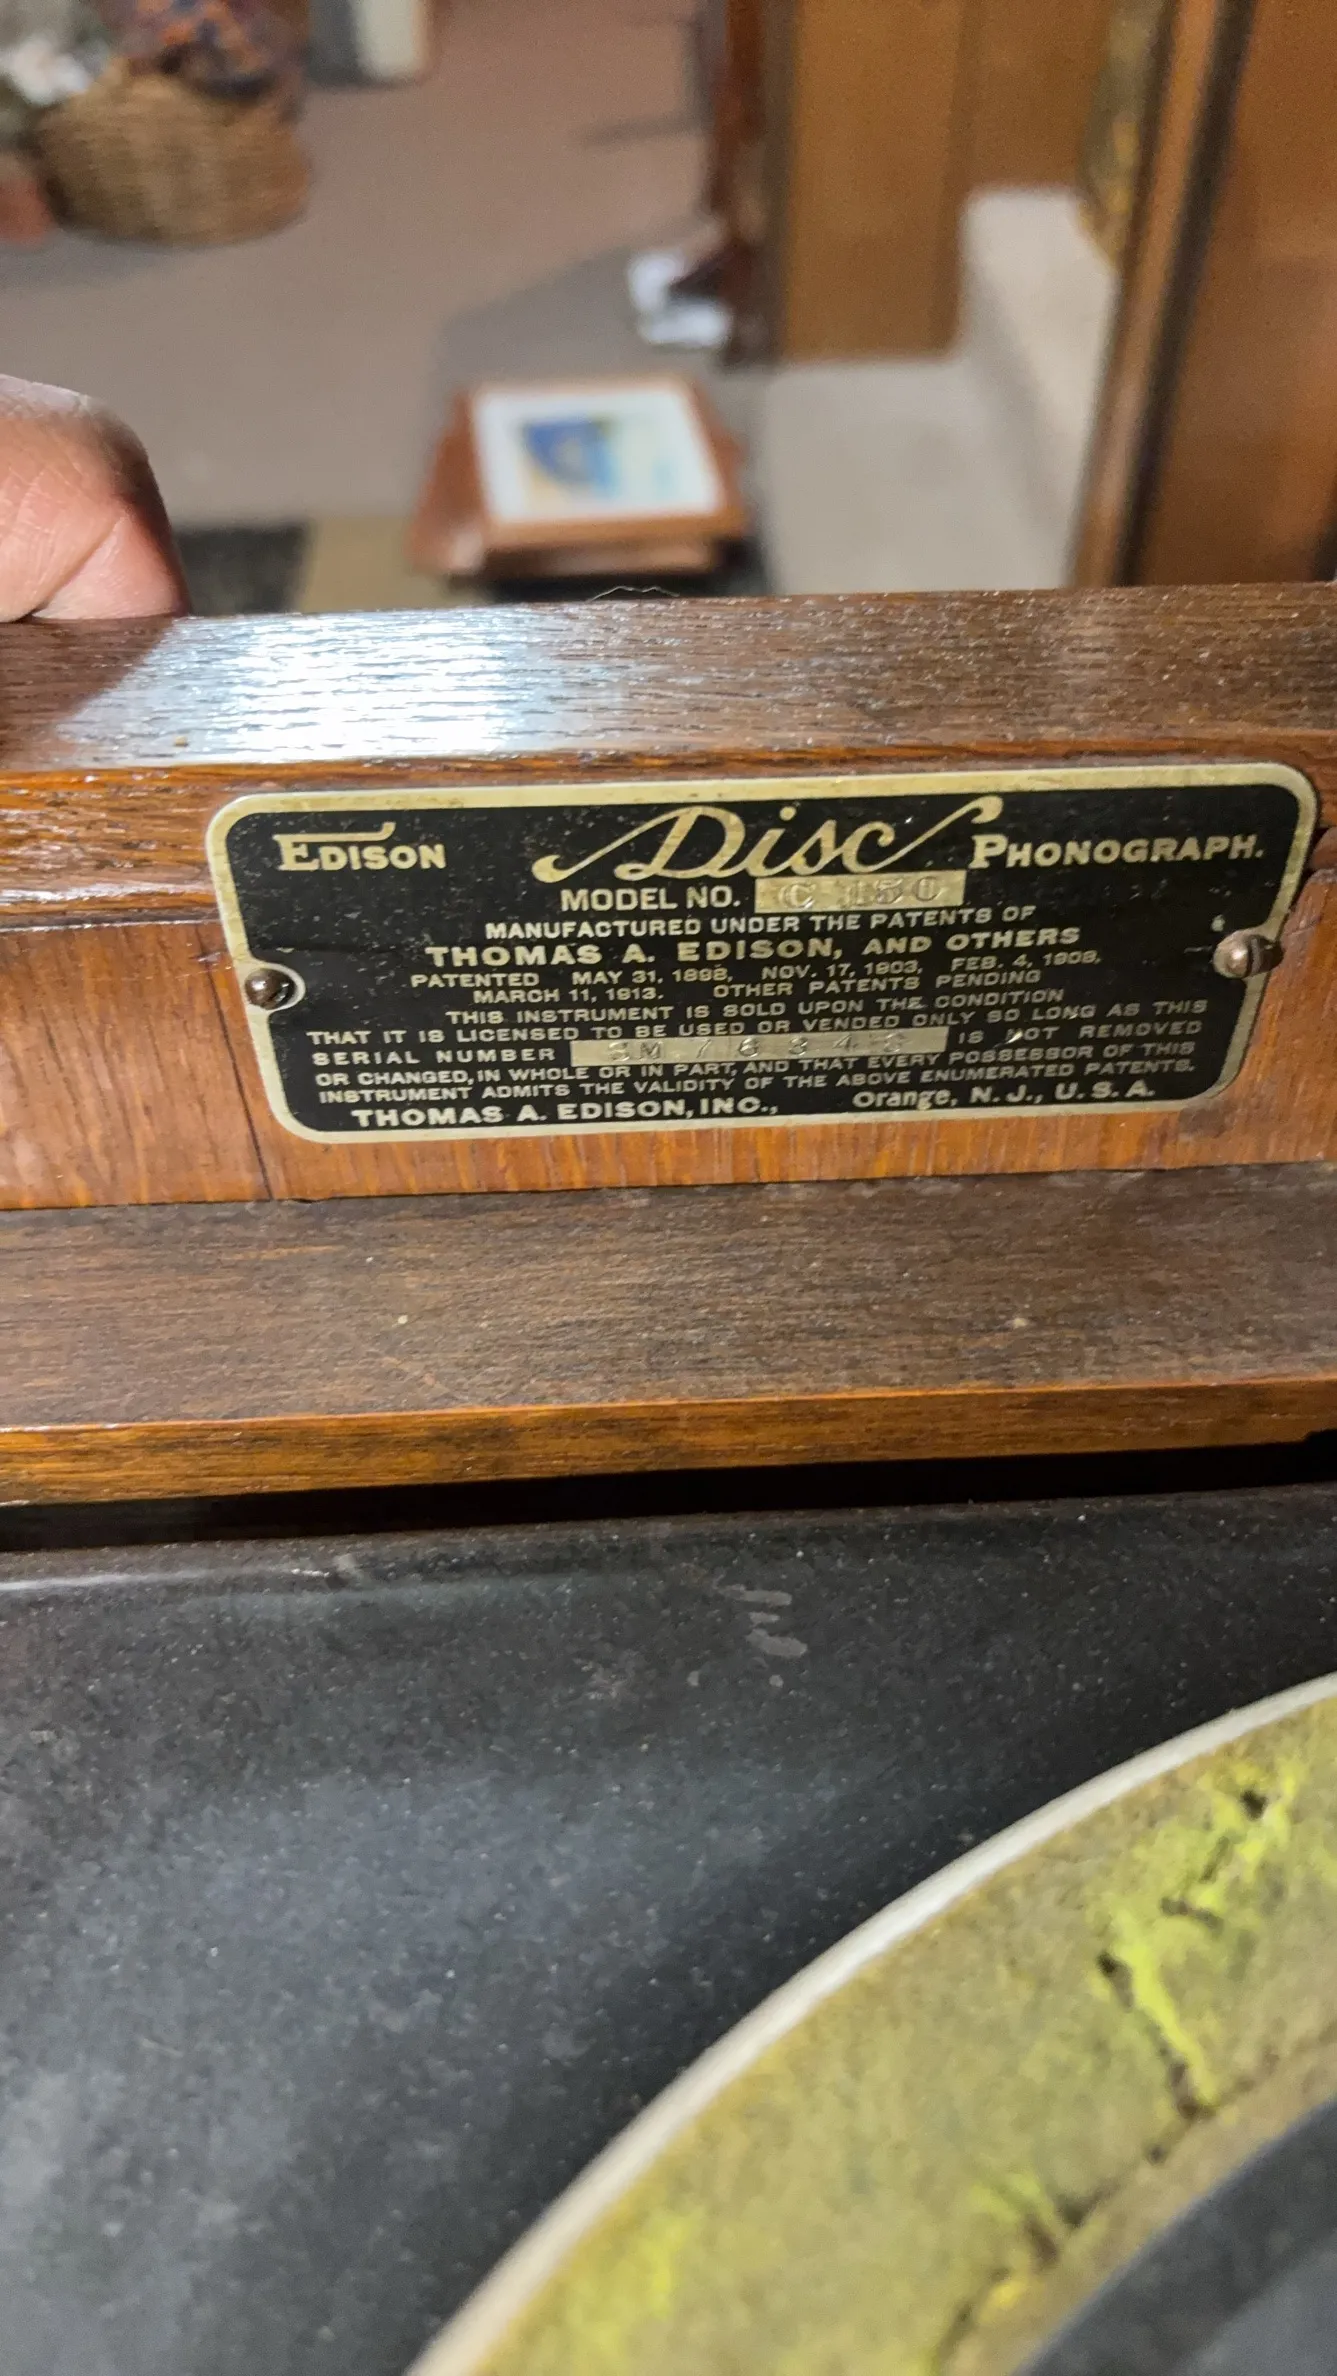 EDISON Disc PHONOGRAPH.
MODEL NO. C 150
MANUFACTURED UNDER THE PATENTS OF
THOMAS A. EDISON, AND OTHERS
PATENTED MAY 31, 1898, NOV. 17, 1903, FEB. 4, 1908,
MARCH 11, 1913. OTHER PATENTS PENDING
THIS INSTRUMENT IS SOLD UPON THE CONDITION
THAT IT IS LICENSED TO BE USED OR VENDED ONLY SO LONG AS THIS
SERIAL NUMBER IS NOT REMOVED
OR CHANGED, IN WHOLE OR IN PART, AND THAT EVERY POSSESSOR OF THIS
INSTRUMENT ADMITS THE VALIDITY OF THE ABOVE ENUMERATED PATENTS.
THOMAS A. EDISON, INC., Orange, N. J., U. S. A.